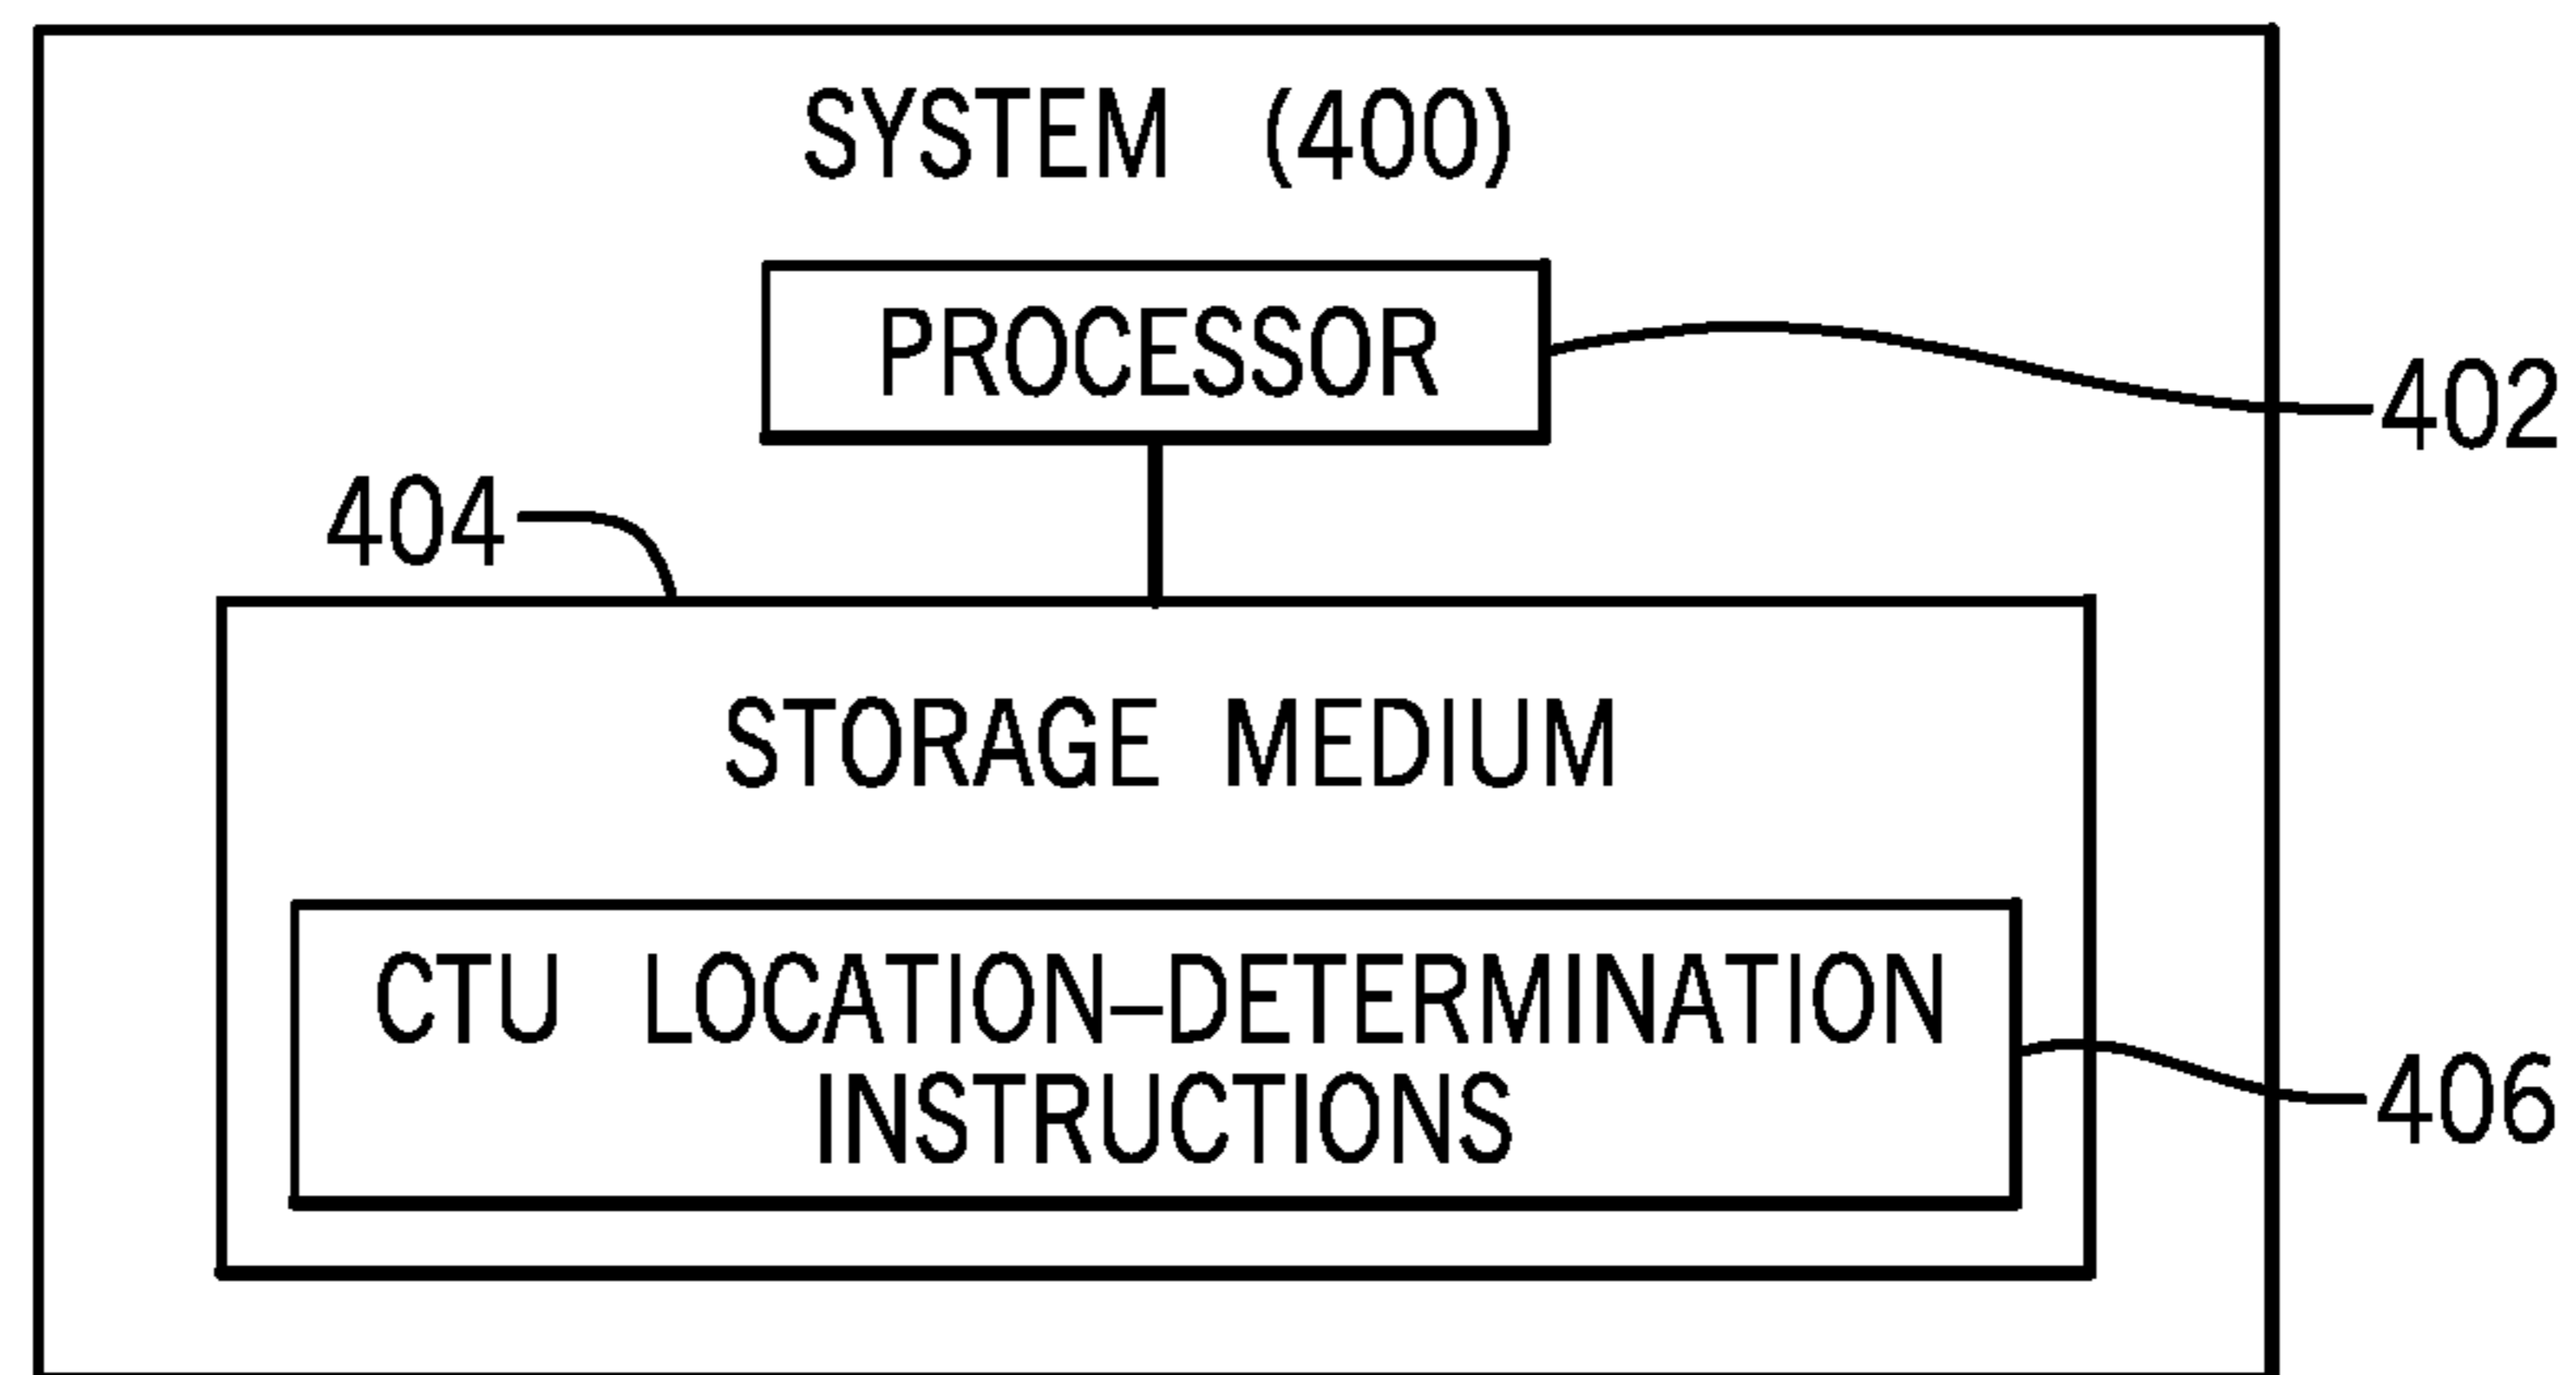 SYSTEM (400)
PROCESSOR
402
404
STORAGE MEDIUM
CTU LOCATION–DETERMINATION
INSTRUCTIONS
406